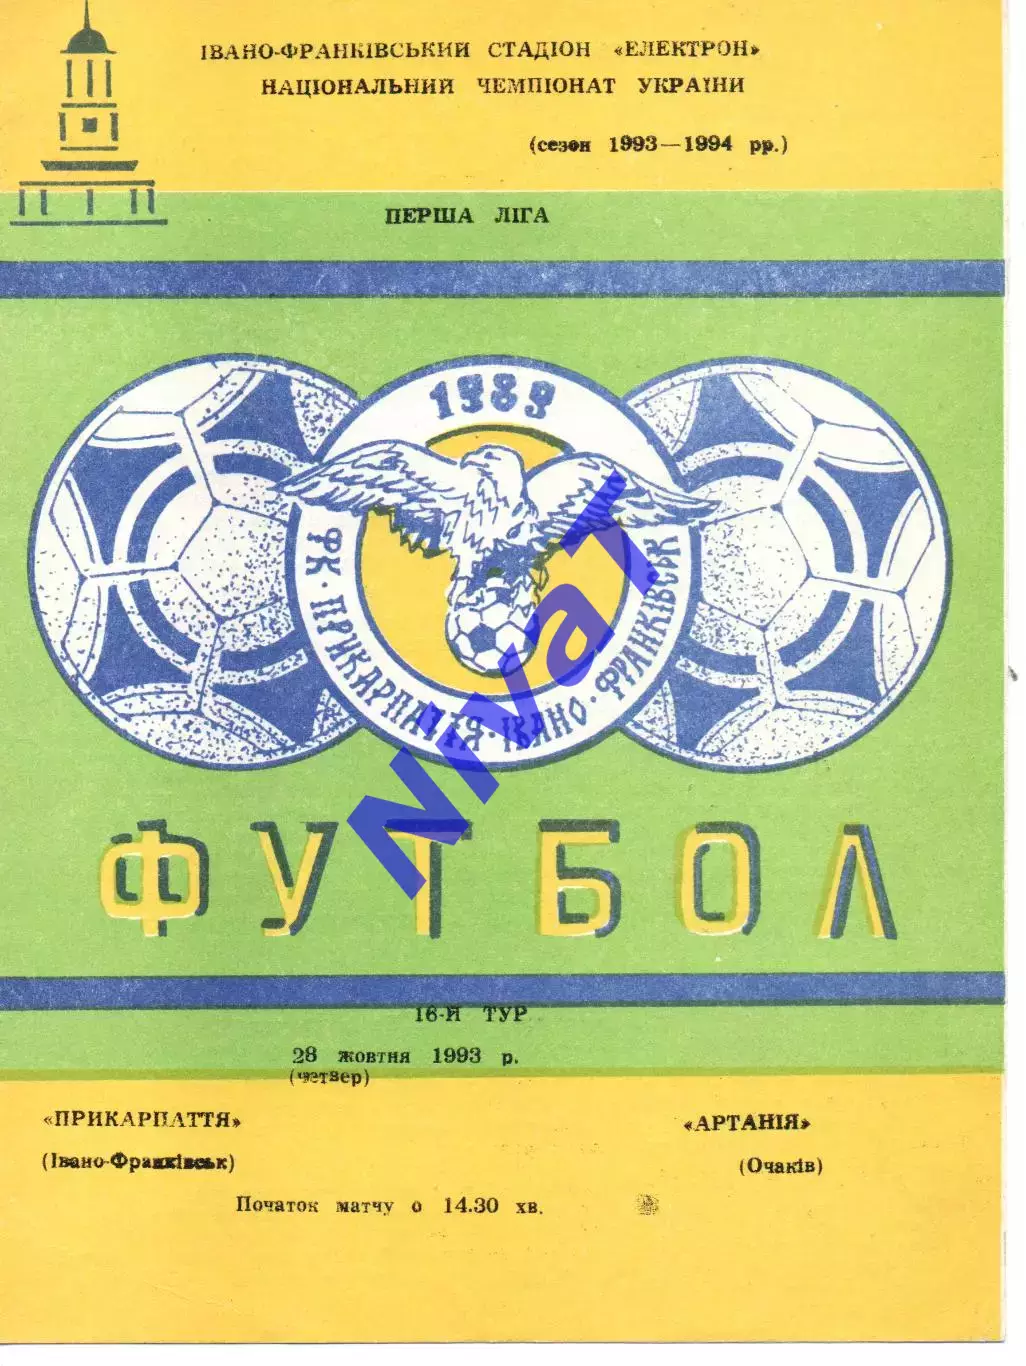 ІВАНО-ФРАНКІВСЬКИЙ СТАДІОН «ЕЛЕКТРОН»
НАЦІОНАЛЬНИЙ ЧЕМПІОНАТ УКРАЇНИ
(сезон 1993—1994 рр.)
ПЕРША ЛІГА
1989
ФК · ПРИКАРПАТТЯ · ІВАНО · ФРАНКІВСЬК
NivaT
ФУТБОЛ
16-Й ТУР
28 жовтня 1993 р.
(четвер)
«ПРИКАРПАТТЯ» «АРТАНІЯ»
(Івано-Франківськ) (Очаків)
Початок матчу о 14.30 хв.